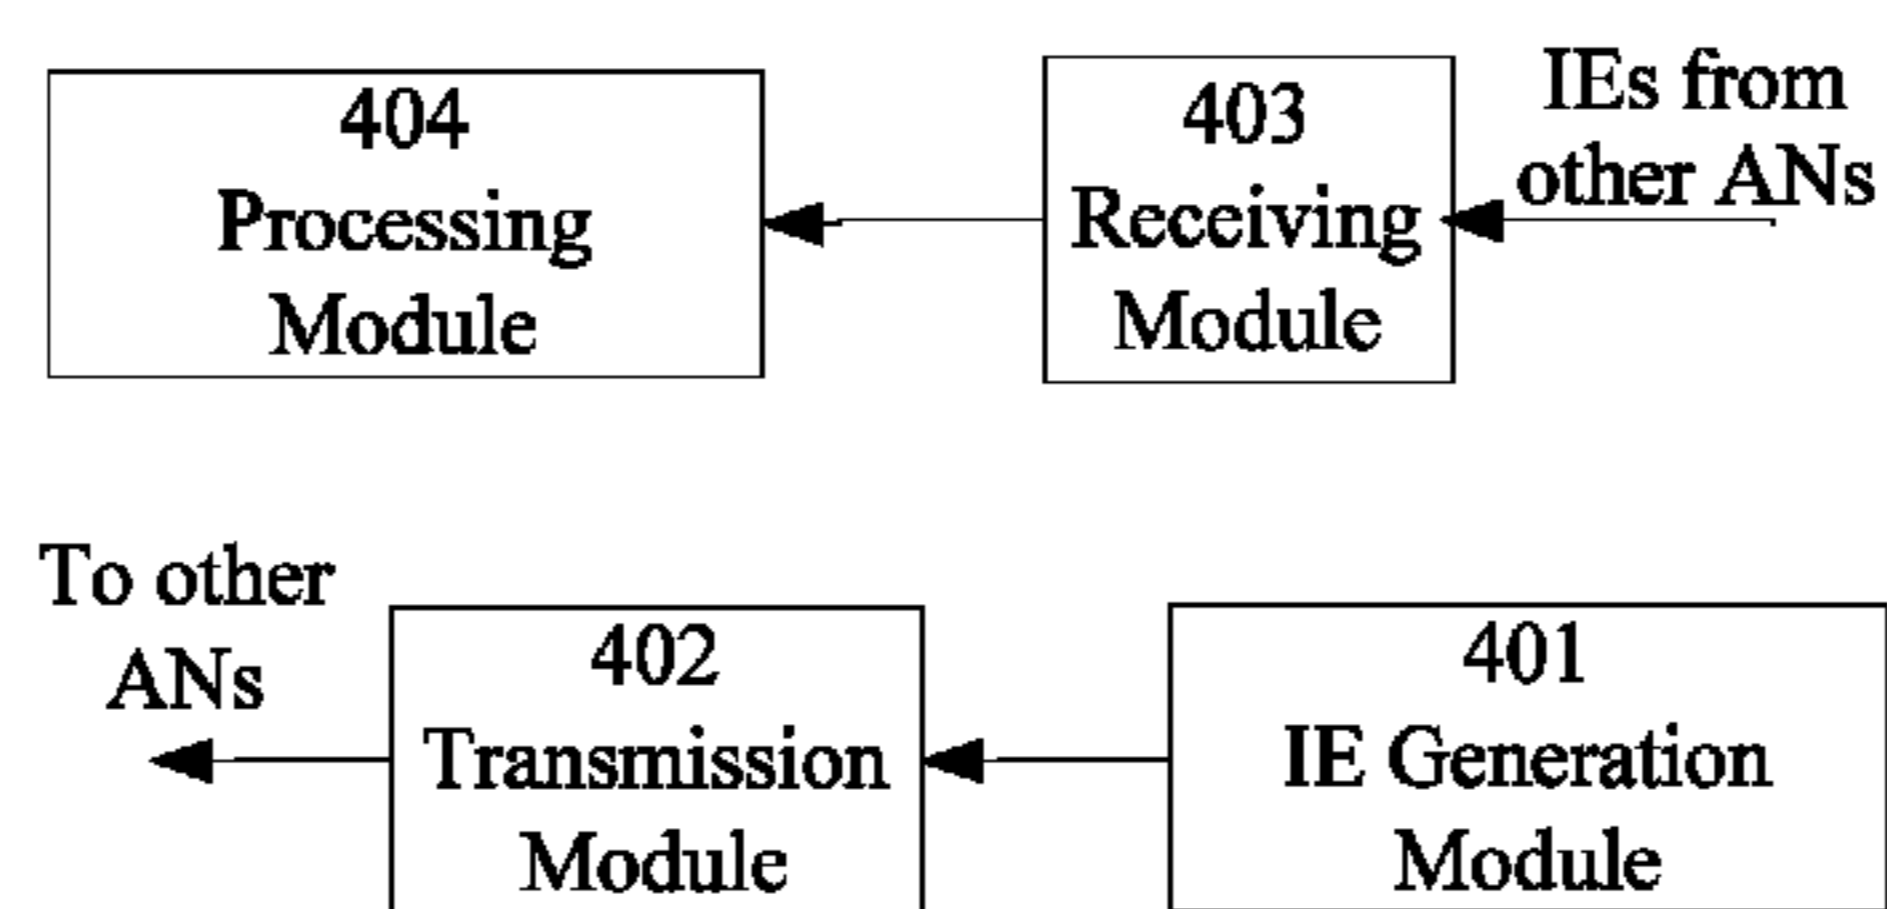 404
Processing
Module
403
Receiving
Module
IEs from
other ANs
To other
ANs
402
Transmission
Module
401
IE Generation
Module